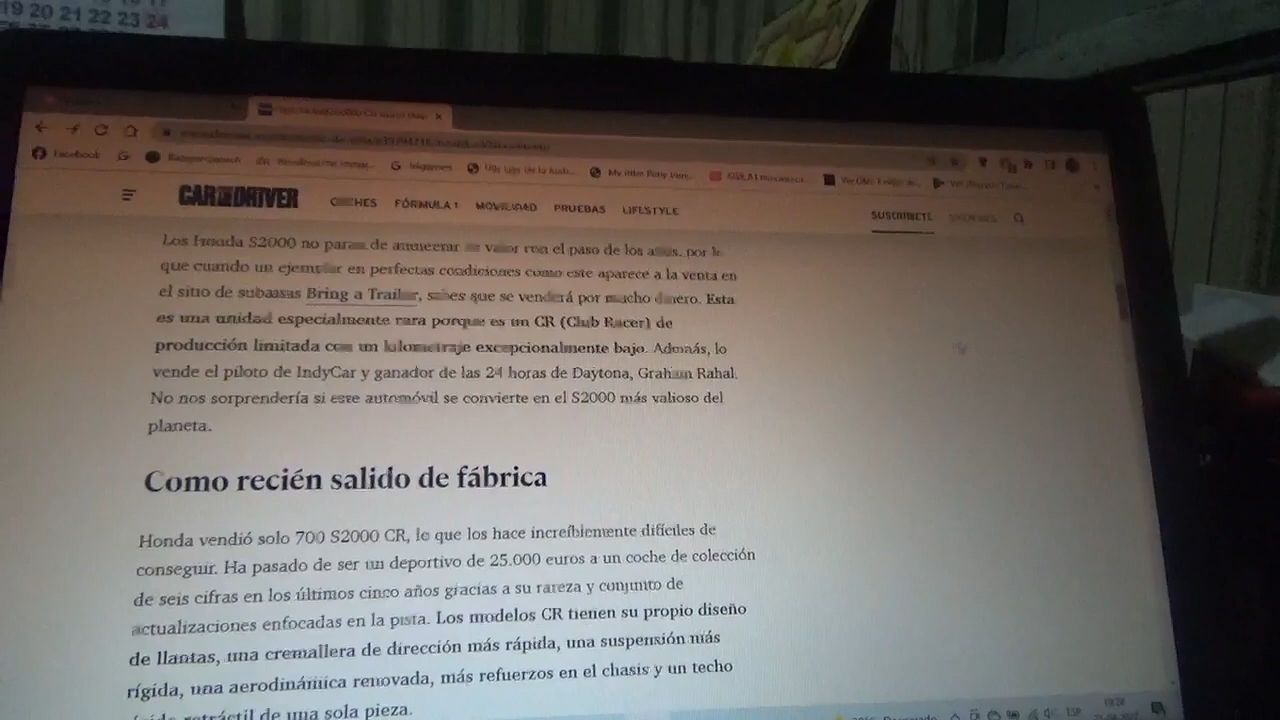 19 20 21 22 23 24
Facebook
CAR AND DRIVER
COCHES FÓRMULA 1 MOVILIDAD PRUEBAS LIFESTYLE
SUSCRÍBETE
Los Honda S2000 no paran de aumentar su valor con el paso de los años, por lo
que cuando un ejemplar en perfectas condiciones como este aparece a la venta en
el sitio de subastas Bring a Trailer, sabes que se venderá por mucho dinero. Esta
es una unidad especialmente rara porque es un CR (Club Racer) de
producción limitada con un kilometraje excepcionalmente bajo. Además, lo
vende el piloto de IndyCar y ganador de las 24 horas de Daytona, Graham Rahal.
No nos sorprendería si este automóvil se convierte en el S2000 más valioso del
planeta.
Como recién salido de fábrica
Honda vendió solo 700 S2000 CR, lo que los hace increíblemente difíciles de
conseguir. Ha pasado de ser un deportivo de 25.000 euros a un coche de colección
de seis cifras en los últimos cinco años gracias a su rareza y conjunto de
actualizaciones enfocadas en la pista. Los modelos CR tienen su propio diseño
de llantas, una cremallera de dirección más rápida, una suspensión más
rígida, una aerodinámica renovada, más refuerzos en el chasis y un techo
retráctil de una sola pieza.
ESP